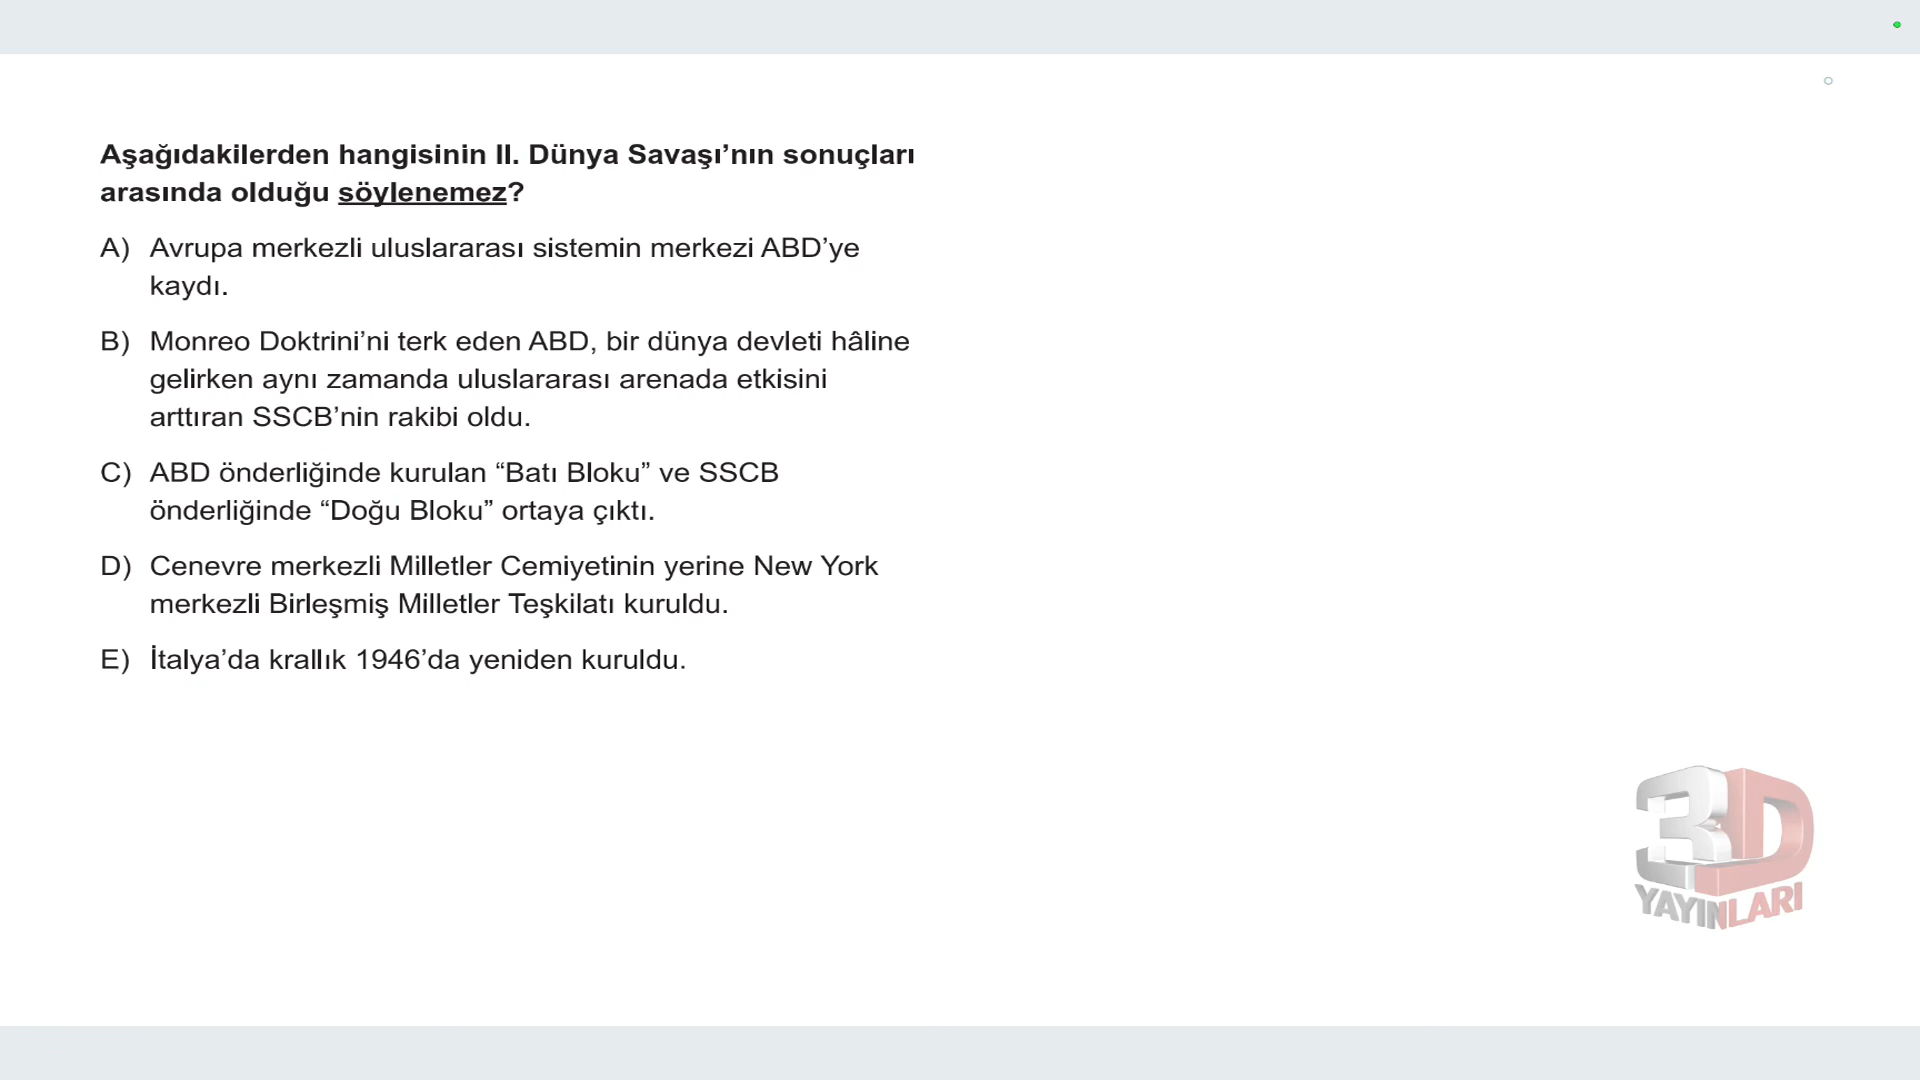 Aşağıdakilerden hangisinin II. Dünya Savaşı’nın sonuçları
arasında olduğu söylenemez?
A) Avrupa merkezli uluslararası sistemin merkezi ABD’ye
kaydı.
B) Monreo Doktrini’ni terk eden ABD, bir dünya devleti hâline
gelirken aynı zamanda uluslararası arenada etkisini
arttıran SSCB’nin rakibi oldu.
C) ABD önderliğinde kurulan “Batı Bloku” ve SSCB
önderliğinde “Doğu Bloku” ortaya çıktı.
D) Cenevre merkezli Milletler Cemiyetinin yerine New York
merkezli Birleşmiş Milletler Teşkilatı kuruldu.
E) İtalya’da krallık 1946’da yeniden kuruldu.
3D
YAYINLARI